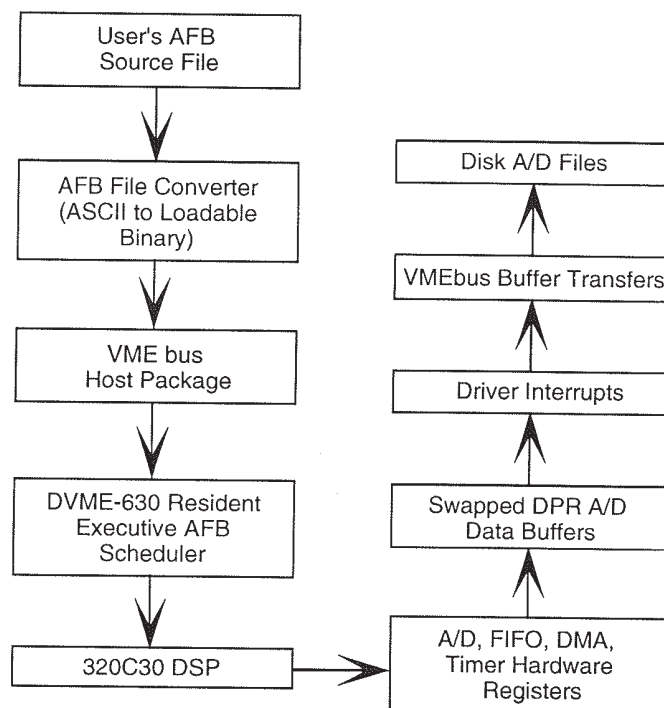 User's AFB
Source File
AFB File Converter
(ASCII to Loadable
Binary)
VME bus
Host Package
DVME-630 Resident
Executive AFB
Scheduler
320C30 DSP
Disk A/D Files
VMEbus Buffer Transfers
Driver Interrupts
Swapped DPR A/D
Data Buffers
A/D, FIFO, DMA,
Timer Hardware
Registers